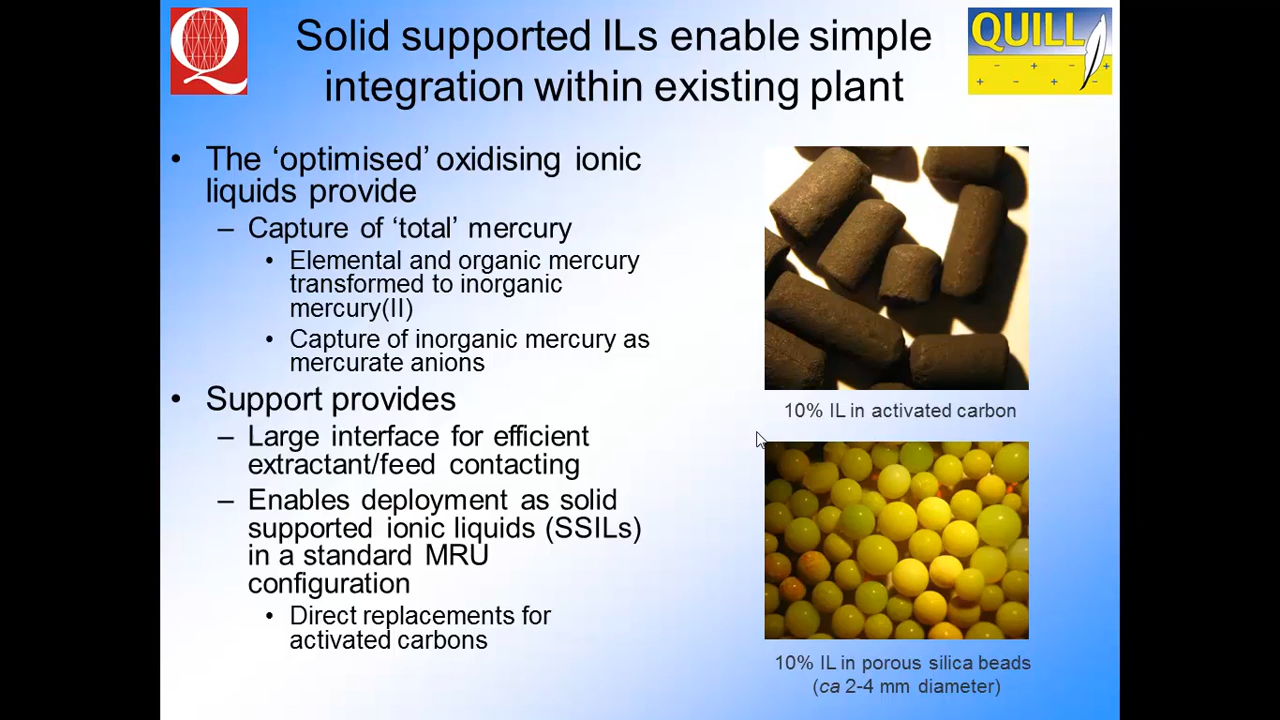 Solid supported ILs enable simple
integration within existing plant
QUILL
• The ‘optimised’ oxidising ionic
liquids provide
– Capture of ‘total’ mercury
• Elemental and organic mercury
transformed to inorganic
mercury(II)
• Capture of inorganic mercury as
mercurate anions
• Support provides
– Large interface for efficient
extractant/feed contacting
– Enables deployment as solid
supported ionic liquids (SSILs)
in a standard MRU
configuration
• Direct replacements for
activated carbons
10% IL in activated carbon
10% IL in porous silica beads
(ca 2-4 mm diameter)